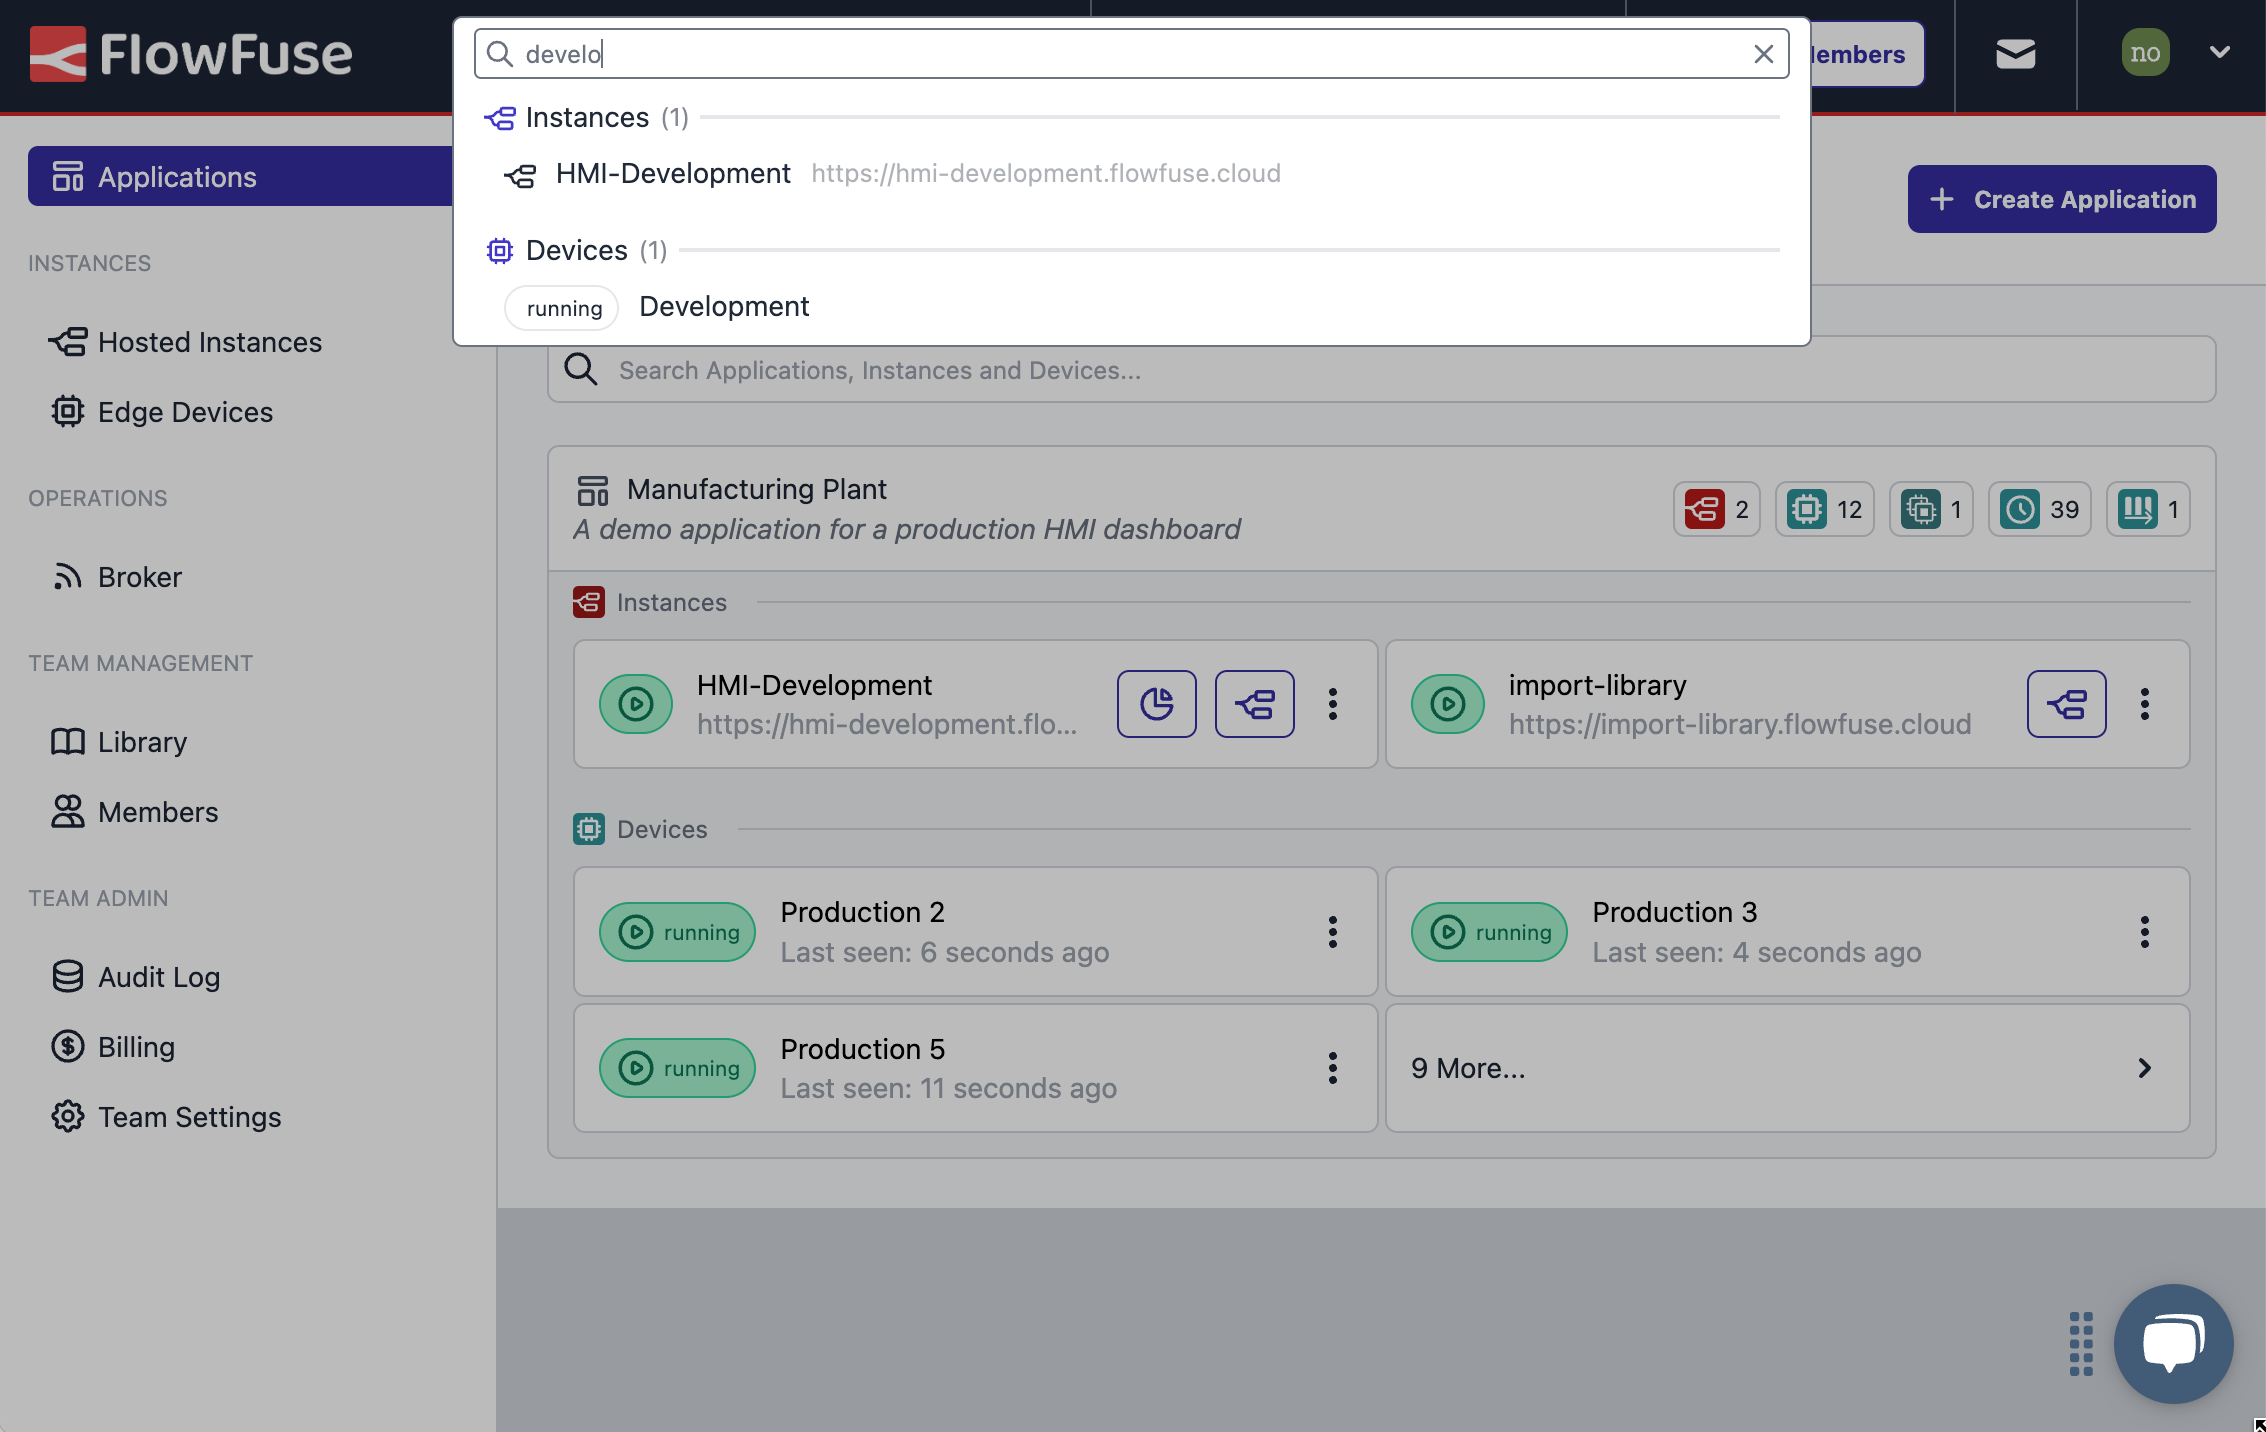 FlowFuse
develo
embers
no
Instances (1)
HMI-Development https://hmi-development.flowfuse.cloud
Devices (1)
running Development
Applications
INSTANCES
Hosted Instances
Edge Devices
OPERATIONS
Broker
TEAM MANAGEMENT
Library
Members
TEAM ADMIN
Audit Log
Billing
Team Settings
Create Application
Search Applications, Instances and Devices...
Manufacturing Plant
A demo application for a production HMI dashboard
2 12 1 39 1
Instances
HMI-Development
https://hmi-development.flo...
import-library
https://import-library.flowfuse.cloud
Devices
running
Production 2
Last seen: 6 seconds ago
running
Production 3
Last seen: 4 seconds ago
running
Production 5
Last seen: 11 seconds ago
9 More...